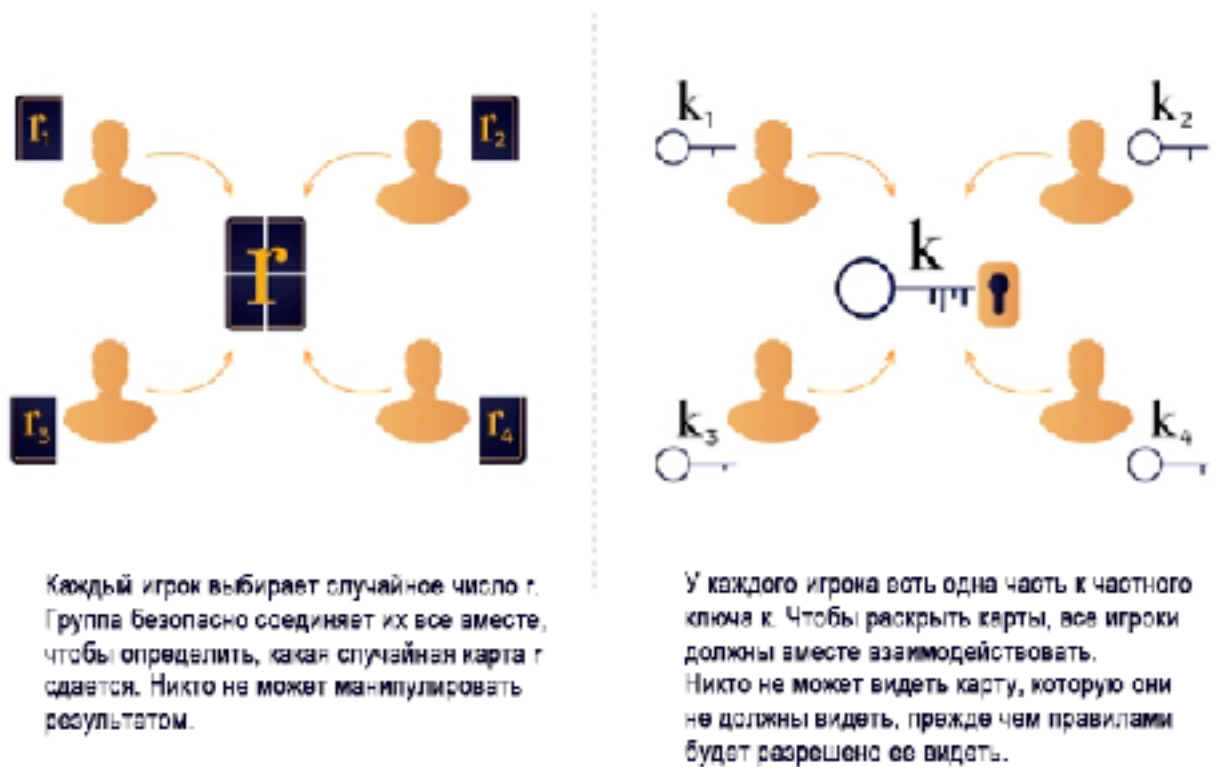 r₁
r₂
r
r₃
r₄
Каждый игрок выбирает случайное число r.
Группа безопасно соединяет их все вместе,
чтобы определить, какая случайная карта r
сдается. Никто не может манипулировать
результатом.
k₁
k₂
k
k₃
k₄
У каждого игрока есть одна часть к частного
ключа к. Чтобы раскрыть карты, все игроки
должны вместе взаимодействовать.
Никто не может видеть карту, которую они
не должны видеть, прежде чем правилами
будет разрешено ее видеть.